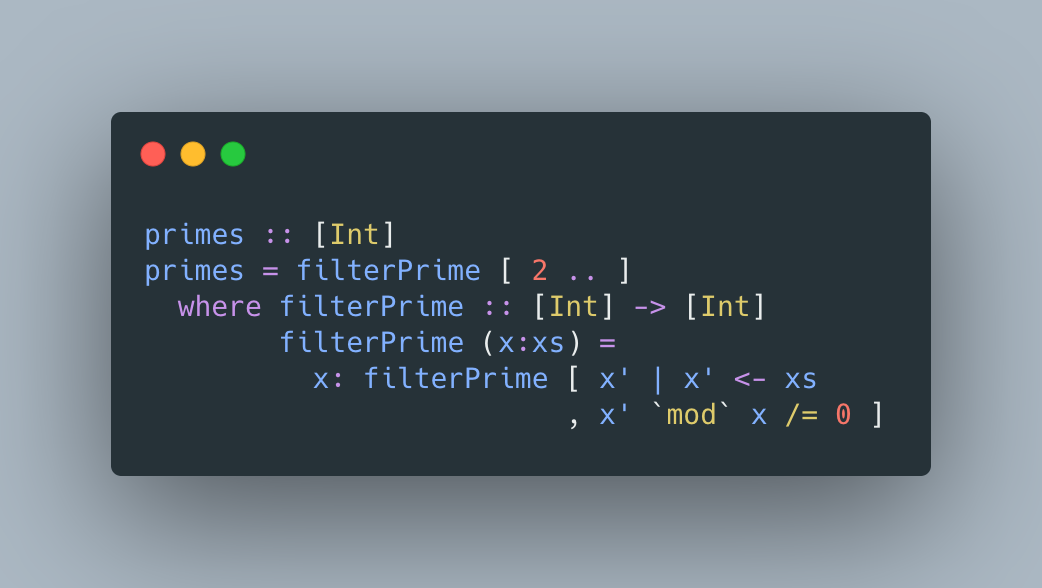 primes :: [Int]
primes = filterPrime [ 2 .. ]
  where filterPrime :: [Int] -> [Int]
        filterPrime (x:xs) =
          x: filterPrime [ x' | x' <- xs
                         , x' `mod` x /= 0 ]